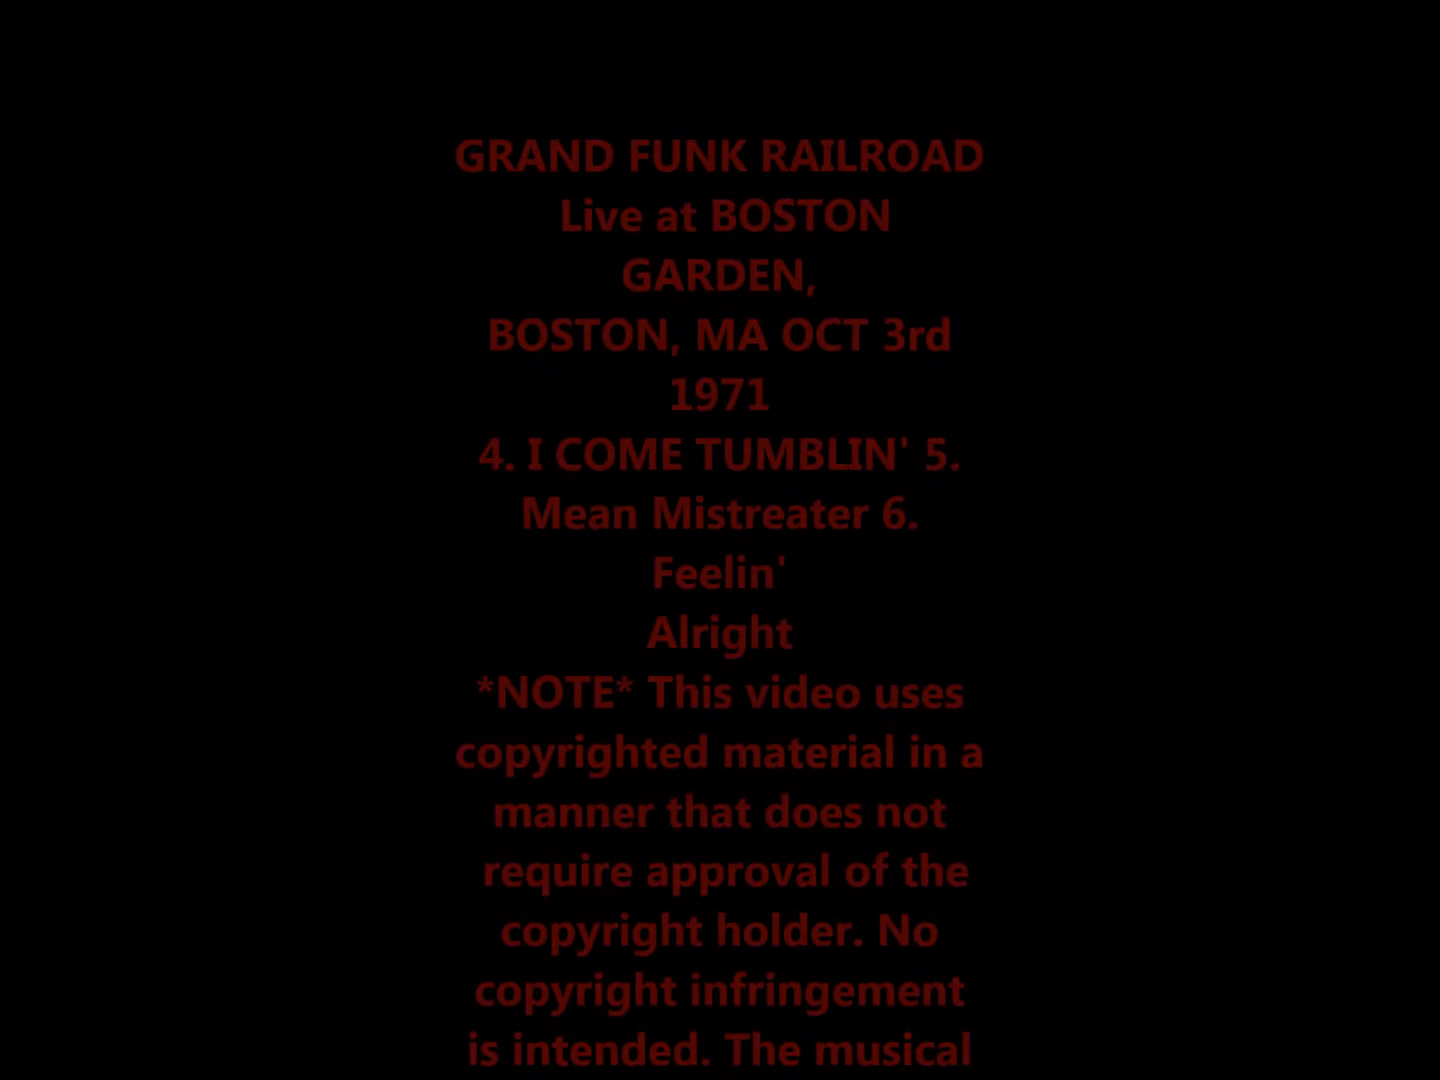 GRAND FUNK RAILROAD
Live at BOSTON
GARDEN,
BOSTON, MA OCT 3rd
1971
4. I COME TUMBLIN' 5.
Mean Mistreater 6.
Feelin'
Alright
*NOTE* This video uses
copyrighted material in a
manner that does not
require approval of the
copyright holder. No
copyright infringement
is intended. The musical